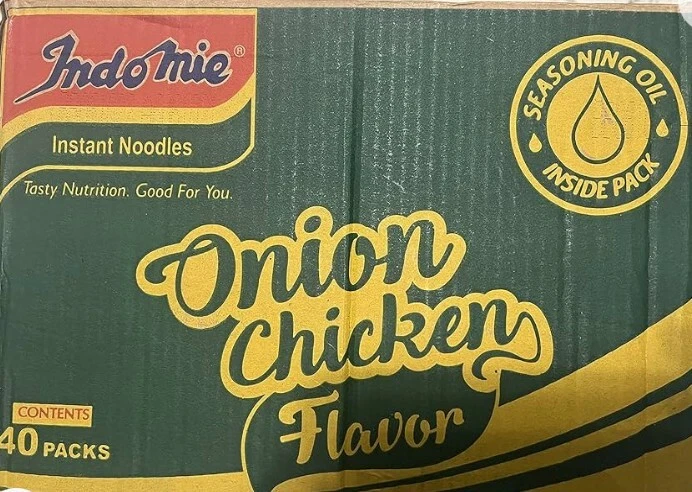 Indomie®
Instant Noodles
Tasty Nutrition. Good For You.
SEASONING OIL
INSIDE PACK
Onion
Chicken
Flavor
CONTENTS
40 PACKS